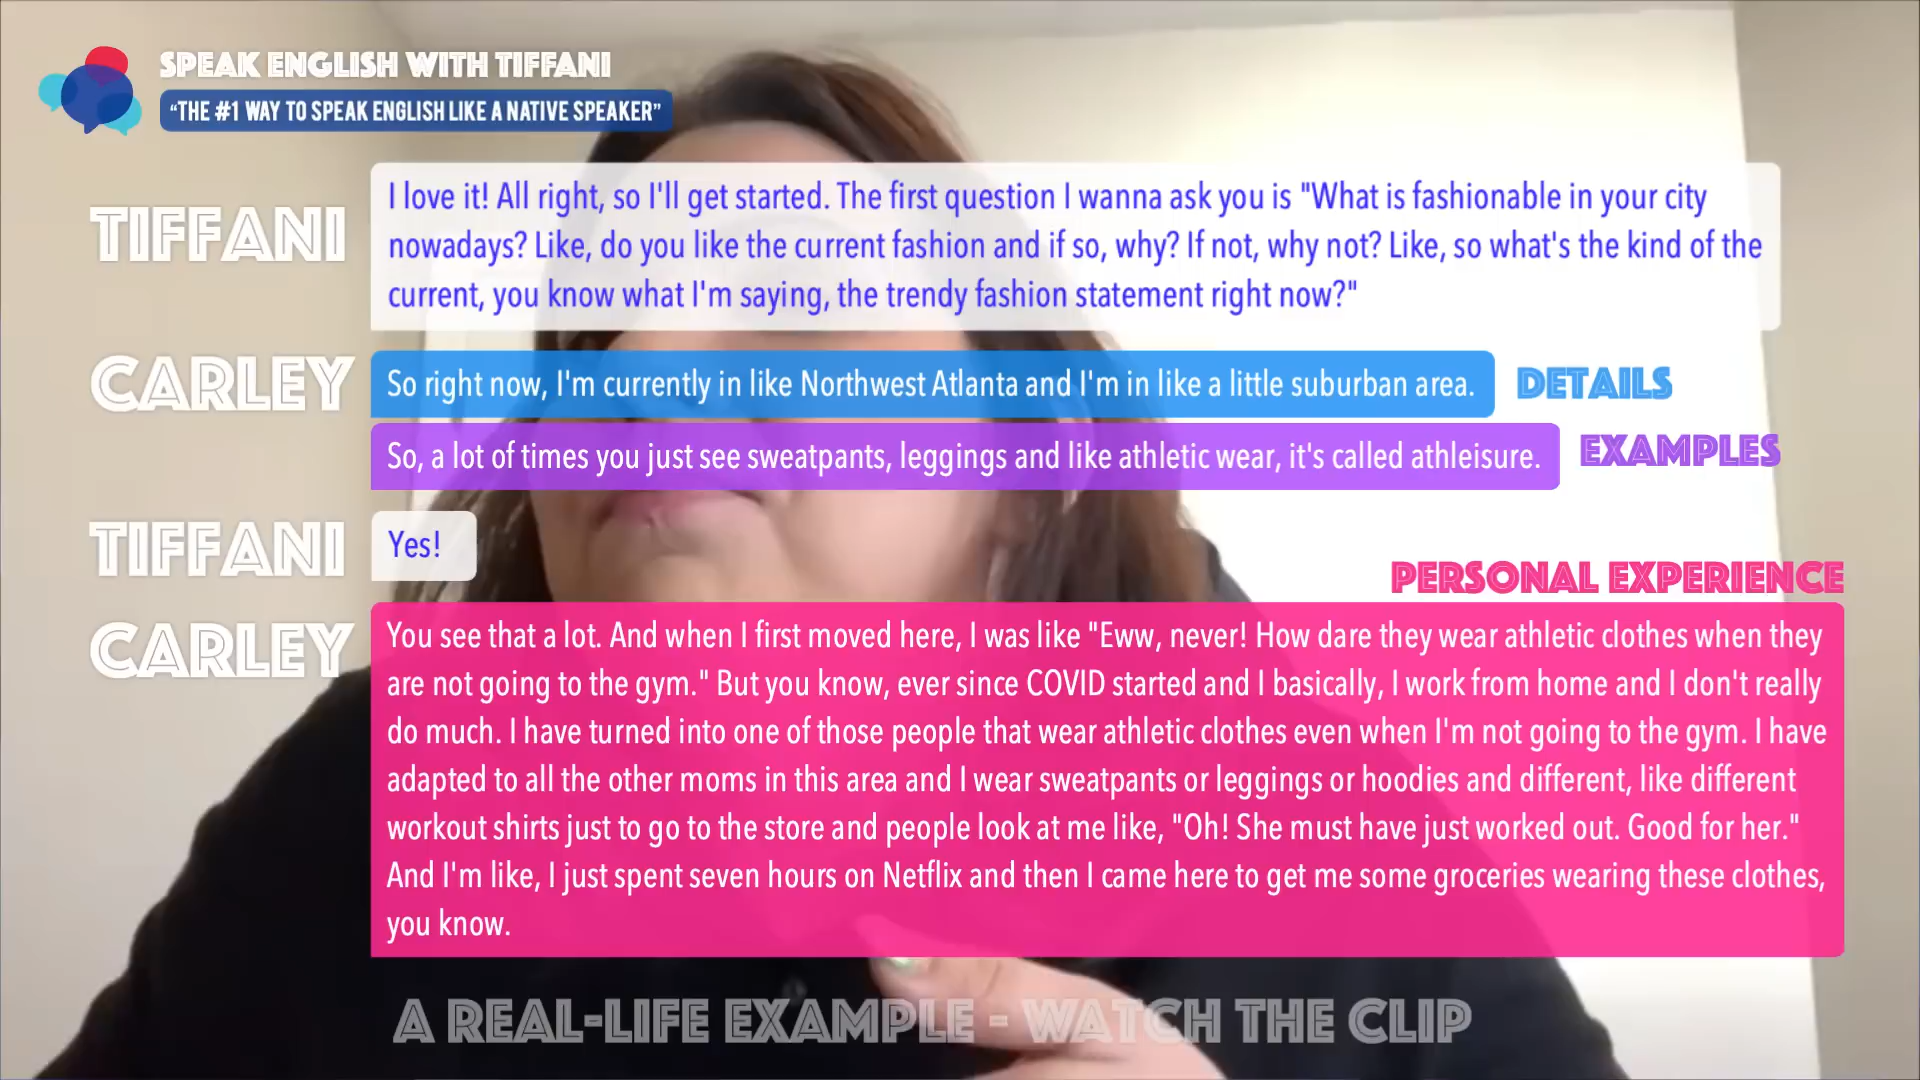 SPEAK ENGLISH WITH TIFFANI
“THE #1 WAY TO SPEAK ENGLISH LIKE A NATIVE SPEAKER”
TIFFANI
I love it! All right, so I'll get started. The first question I wanna ask you is "What is fashionable in your city
nowadays? Like, do you like the current fashion and if so, why? If not, why not? Like, so what's the kind of the
current, you know what I'm saying, the trendy fashion statement right now?"
CARLEY
So right now, I'm currently in like Northwest Atlanta and I'm in like a little suburban area.
DETAILS
So, a lot of times you just see sweatpants, leggings and like athletic wear, it's called athleisure.
EXAMPLES
TIFFANI
Yes!
PERSONAL EXPERIENCE
CARLEY
You see that a lot. And when I first moved here, I was like "Eww, never! How dare they wear athletic clothes when they
are not going to the gym." But you know, ever since COVID started and I basically, I work from home and I don't really
do much. I have turned into one of those people that wear athletic clothes even when I'm not going to the gym. I have
adapted to all the other moms in this area and I wear sweatpants or leggings or hoodies and different, like different
workout shirts just to go to the store and people look at me like, "Oh! She must have just worked out. Good for her."
And I'm like, I just spent seven hours on Netflix and then I came here to get me some groceries wearing these clothes,
you know.
A REAL-LIFE EXAMPLE - WATCH THE CLIP